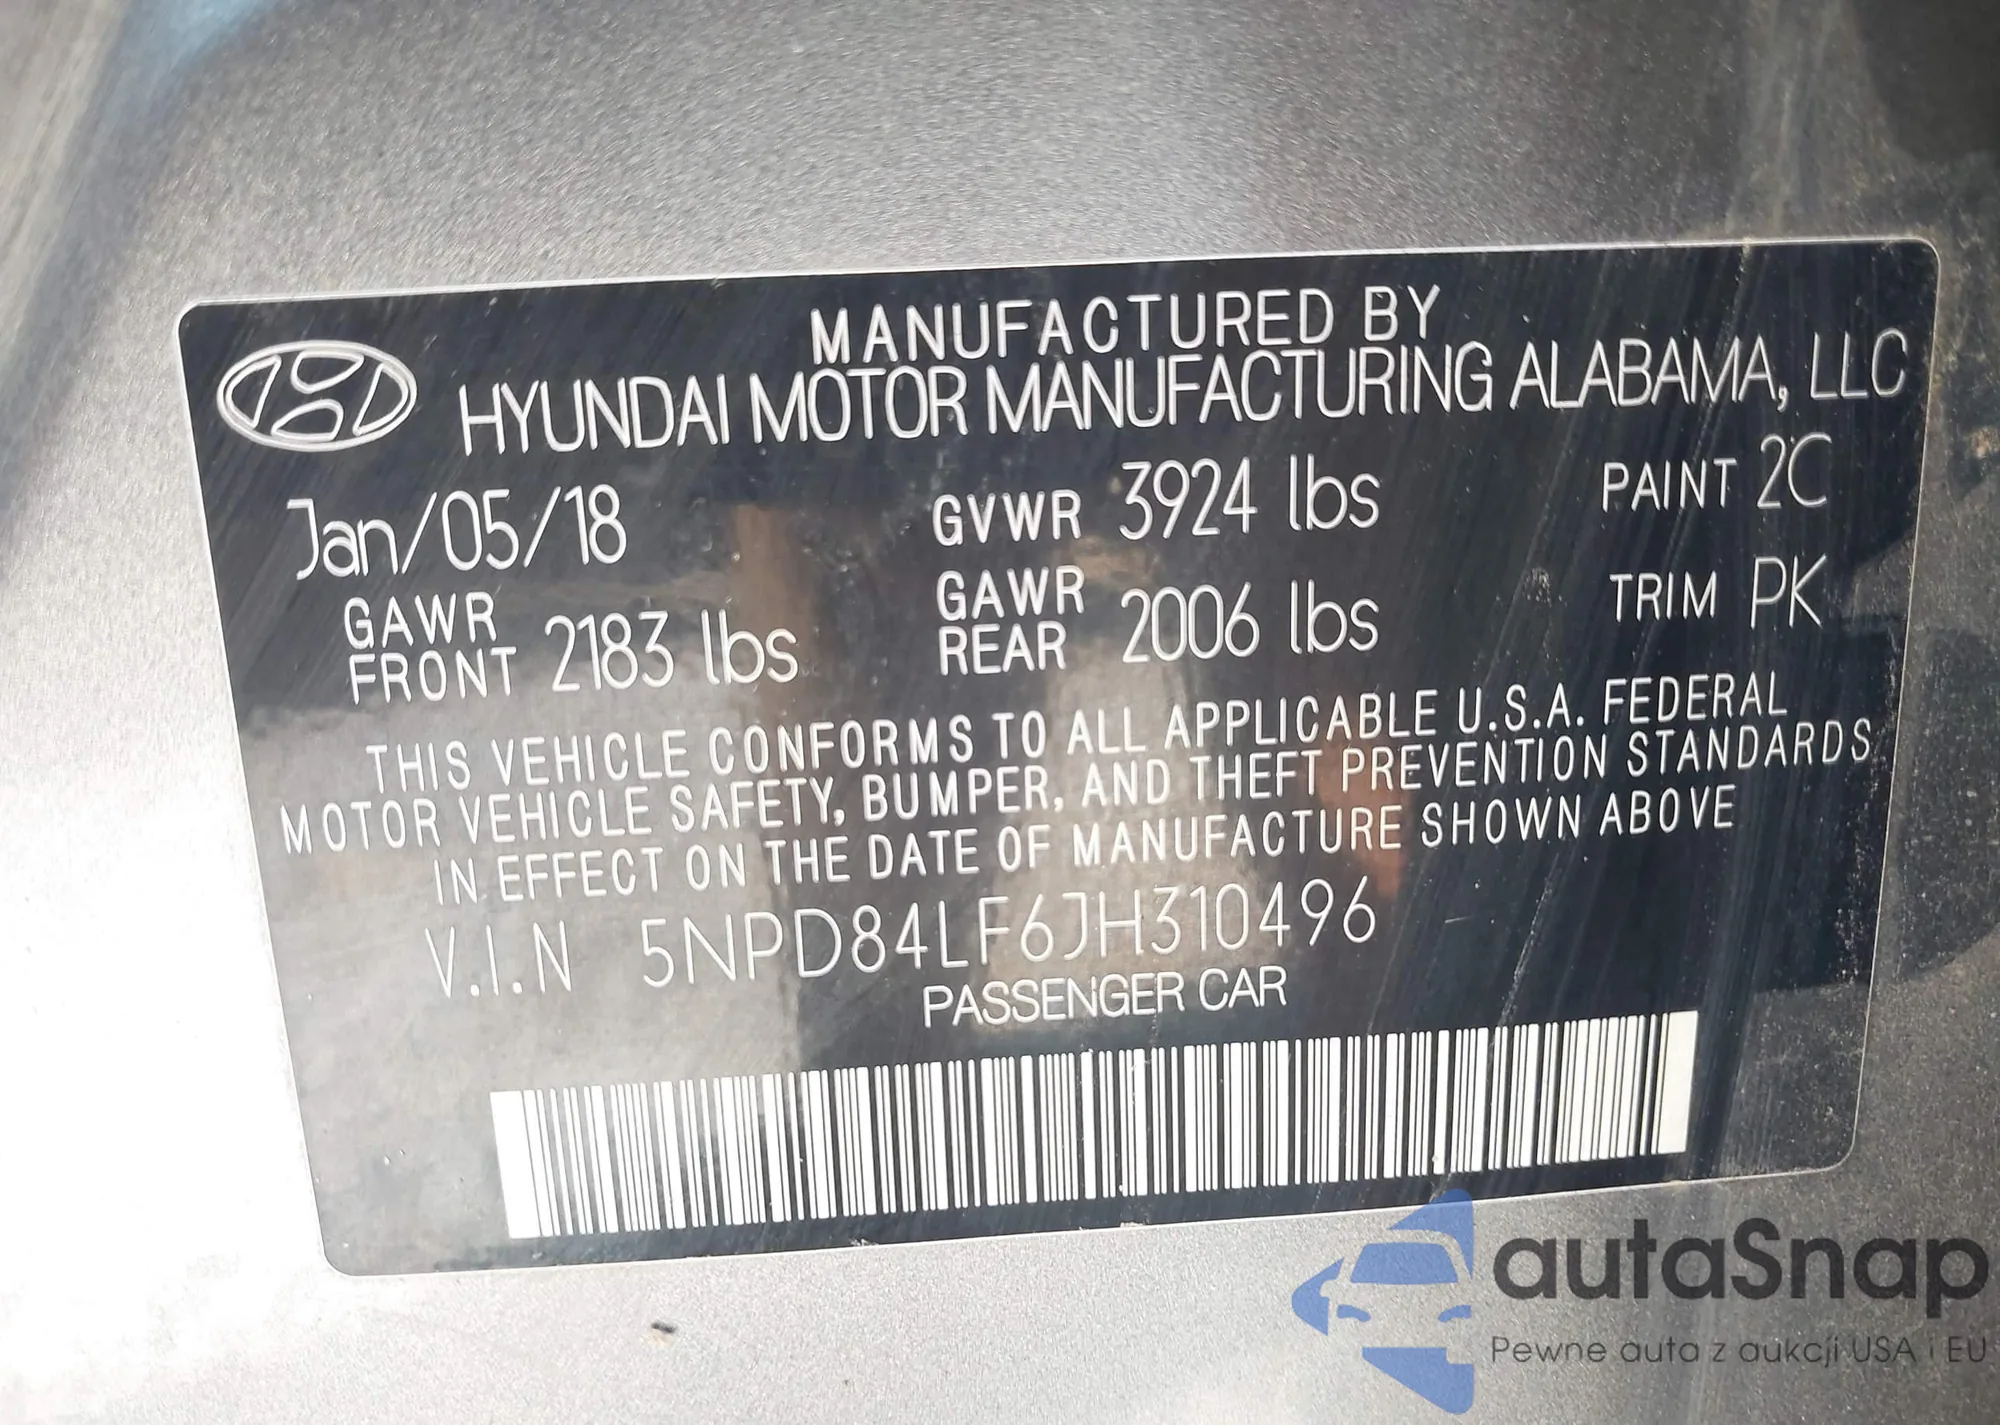 MANUFACTURED BY
HYUNDAI MOTOR MANUFACTURING ALABAMA, LLC
Jan/05/18 GVWR 3924 lbs PAINT 2C
GAWR FRONT 2183 lbs GAWR REAR 2006 lbs TRIM PK
THIS VEHICLE CONFORMS TO ALL APPLICABLE U.S.A. FEDERAL
MOTOR VEHICLE SAFETY, BUMPER, AND THEFT PREVENTION STANDARDS
IN EFFECT ON THE DATE OF MANUFACTURE SHOWN ABOVE
V.I.N 5NPD84LF6JH310496
PASSENGER CAR
autaSnap
Pewne auta z aukcji USA i EU